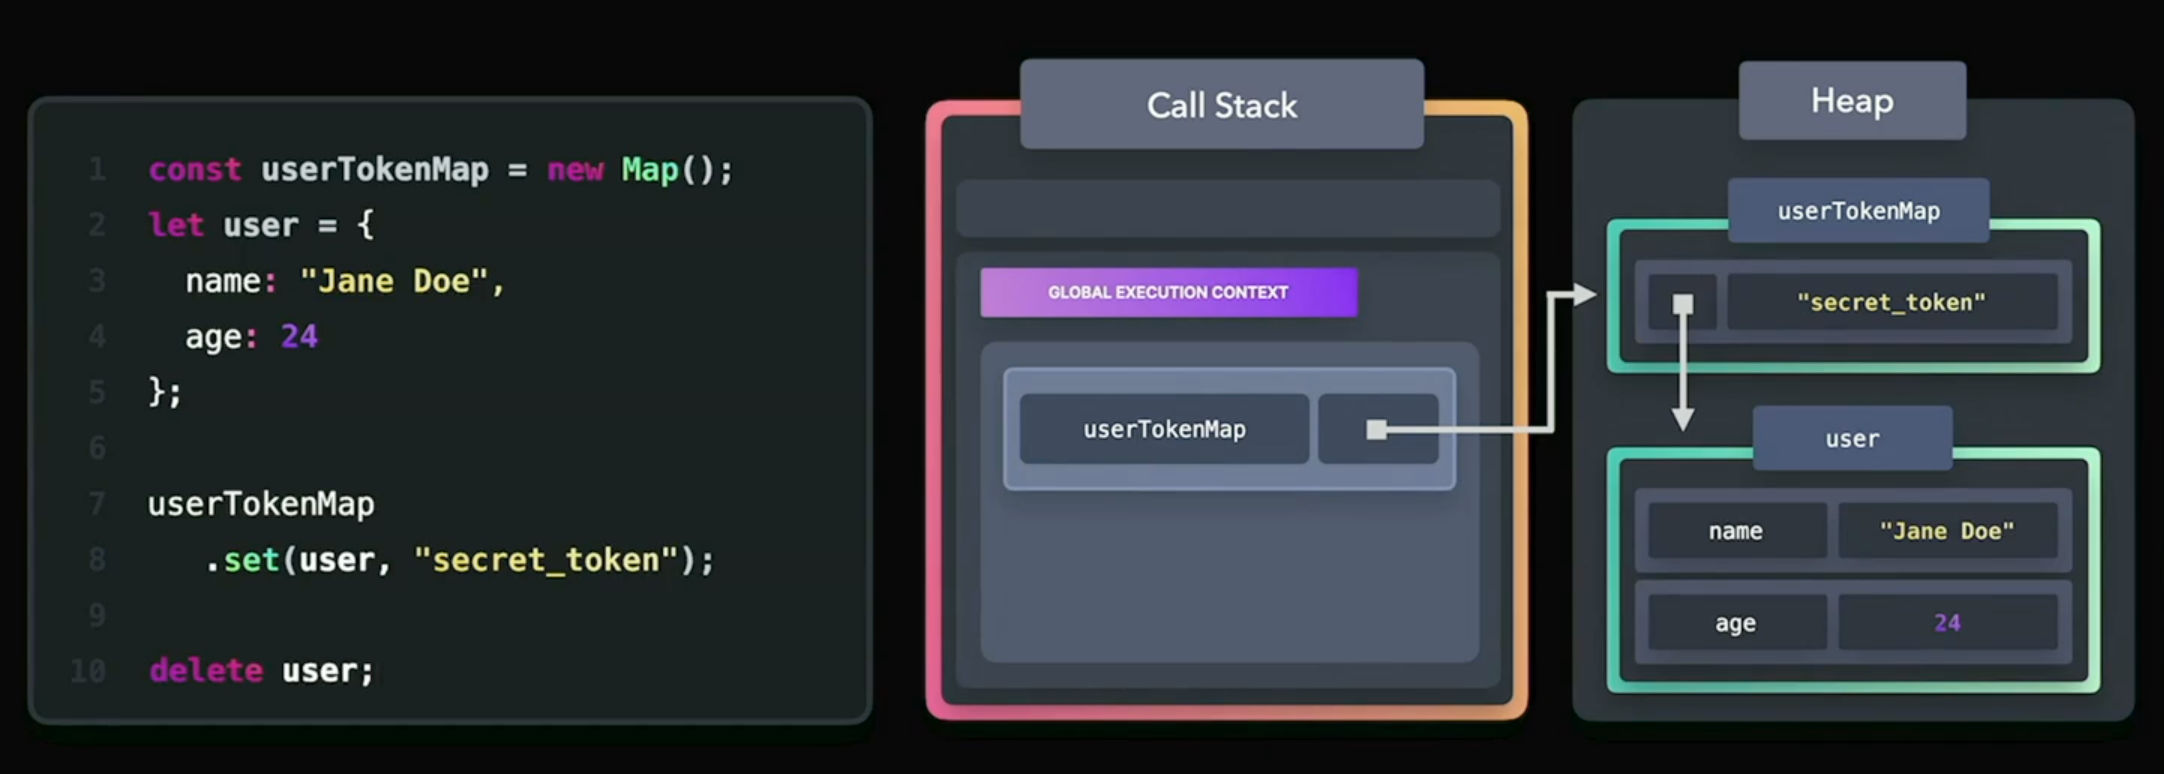 1 const userTokenMap = new Map();
2 let user = {
3 name: "Jane Doe",
4 age: 24
5 };
6
7 userTokenMap
8 .set(user, "secret_token");
9
10 delete user;
Call Stack
GLOBAL EXECUTION CONTEXT
userTokenMap
Heap
userTokenMap
"secret_token"
user
name "Jane Doe"
age 24